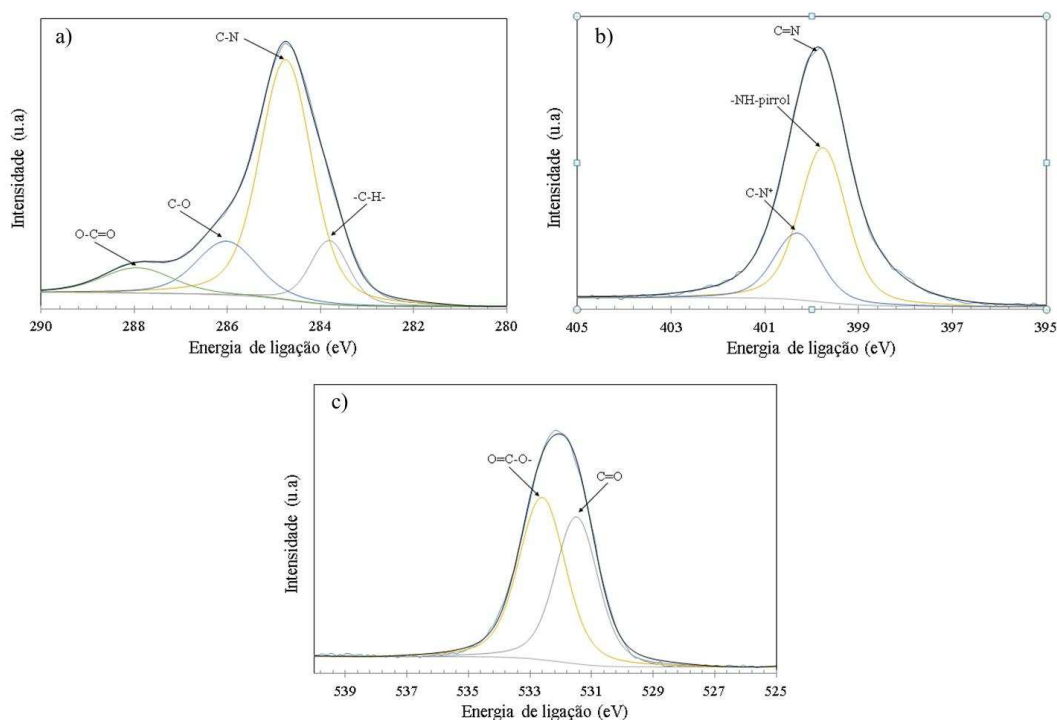 a)
C-N
C-O
-C-H-
O-C=O
Intensidade (u.a)
290 288 286 284 282 280
Energia de ligação (eV)
b)
C=N
-NH-pirrol
C-N⁺
Intensidade (u.a)
405 403 401 399 397 395
Energia de ligação (eV)
c)
O=C-O-
C=O
Intensidade (u.a)
539 537 535 533 531 529 527 525
Energia de ligação (eV)